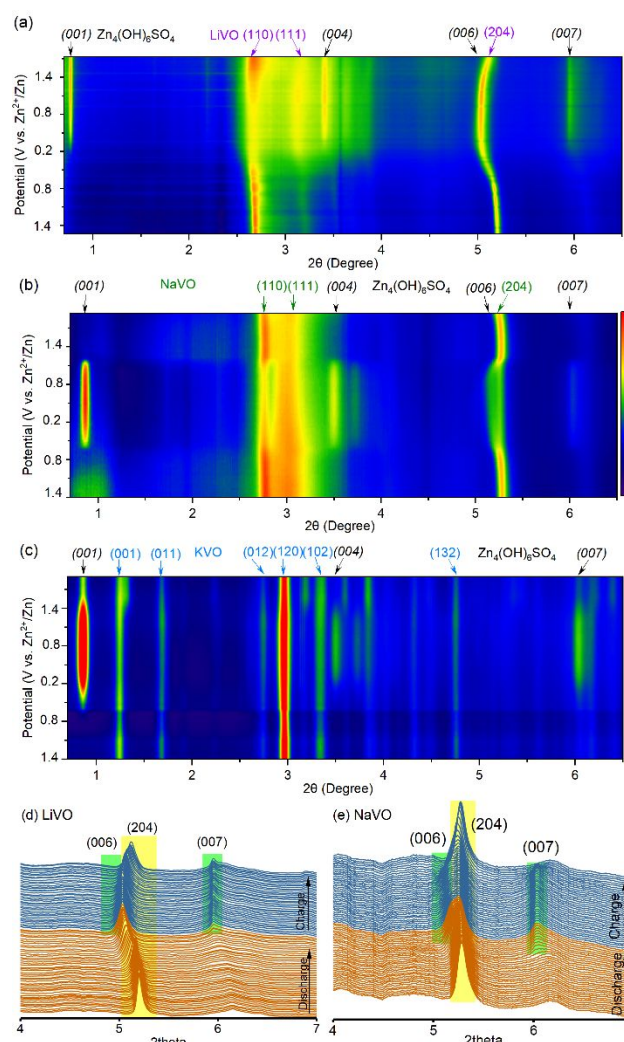 (a)
(001) Zn4(OH)6SO4 LiVO (110) (111) (004) (006) (204) (007)
Potential (V vs. Zn2+/Zn)
1.4
0.8
0.2
0.8
1.4
1 2 3 4 5 6
2θ (Degree)
(b)
(001) NaVO (110)(111) (004) Zn4(OH)6SO4 (006) (204) (007)
Potential (V vs. Zn2+/Zn)
1.4
0.8
0.2
0.8
1.4
1 2 3 4 5 6
2θ (Degree)
(c)
(001) (001) (011) KVO (012)(120)(102) (004) (132) Zn4(OH)6SO4 (007)
Potential (V vs. Zn2+/Zn)
1.4
0.8
0.2
0.8
1.4
1 2 3 4 5 6
2θ (Degree)
(d) LiVO
(006) (204) (007)
Charge
Discharge
4 5 6 7
2theta
(e) NaVO
(006) (204) (007)
Charge
Discharge
4 5 6
2theta